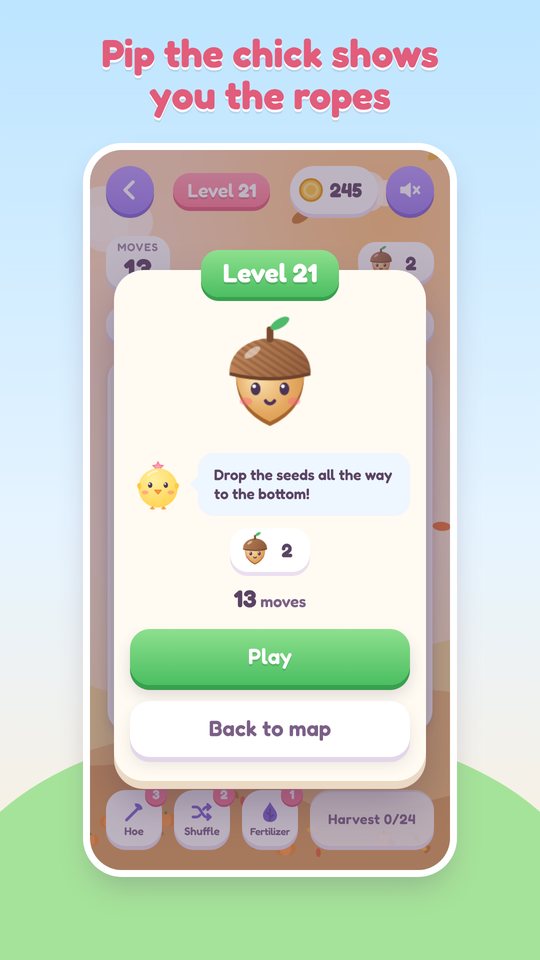 Pip the chick shows
you the ropes
Level 21
245
MOVES
13
2
Level 21
Drop the seeds all the way
to the bottom!
2
13 moves
Play
Back to map
3
2
1
Hoe
Shuffle
Fertilizer
Harvest 0/24